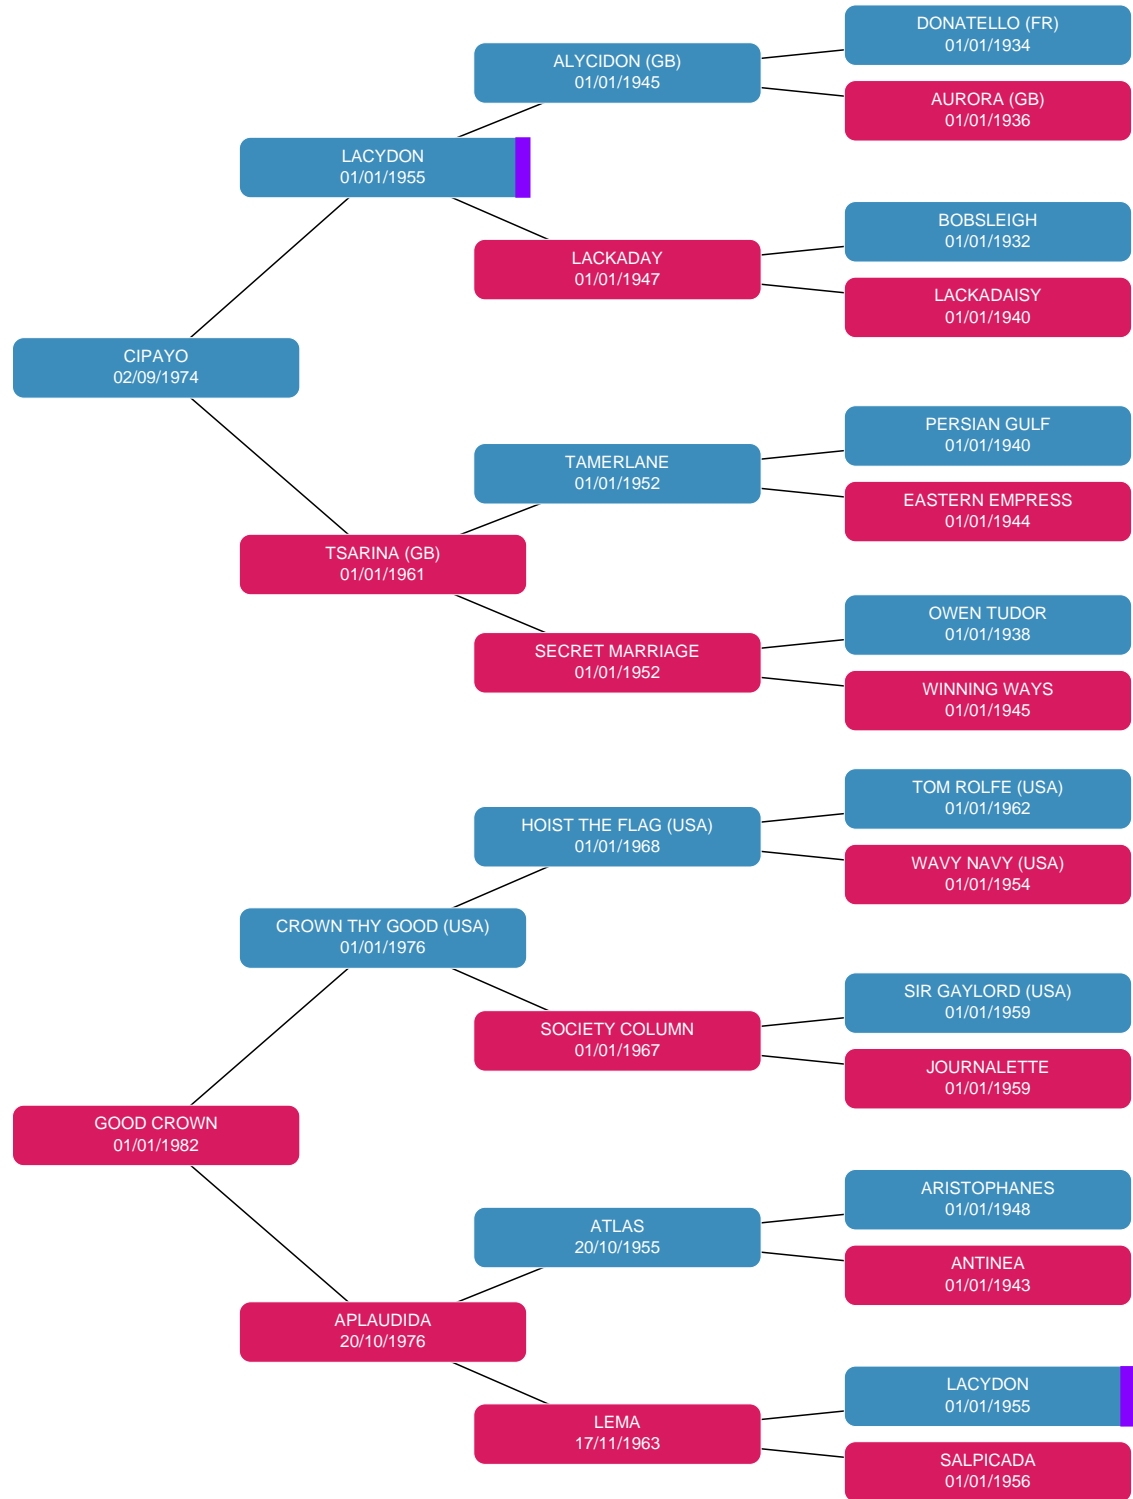 DONATELLO (FR)
01/01/1934
ALYCIDON (GB)
01/01/1945
AURORA (GB)
01/01/1936
LACYDON
01/01/1955
BOBSLEIGH
01/01/1932
LACKADAY
01/01/1947
LACKADAISY
01/01/1940
CIPAYO
02/09/1974
PERSIAN GULF
01/01/1940
TAMERLANE
01/01/1952
EASTERN EMPRESS
01/01/1944
TSARINA (GB)
01/01/1961
OWEN TUDOR
01/01/1938
SECRET MARRIAGE
01/01/1952
WINNING WAYS
01/01/1945
TOM ROLFE (USA)
01/01/1962
HOIST THE FLAG (USA)
01/01/1968
WAVY NAVY (USA)
01/01/1954
CROWN THY GOOD (USA)
01/01/1976
SIR GAYLORD (USA)
01/01/1959
SOCIETY COLUMN
01/01/1967
JOURNALETTE
01/01/1959
GOOD CROWN
01/01/1982
ARISTOPHANES
01/01/1948
ATLAS
20/10/1955
ANTINEA
01/01/1943
APLAUDIDA
20/10/1976
LACYDON
01/01/1955
LEMA
17/11/1963
SALPICADA
01/01/1956